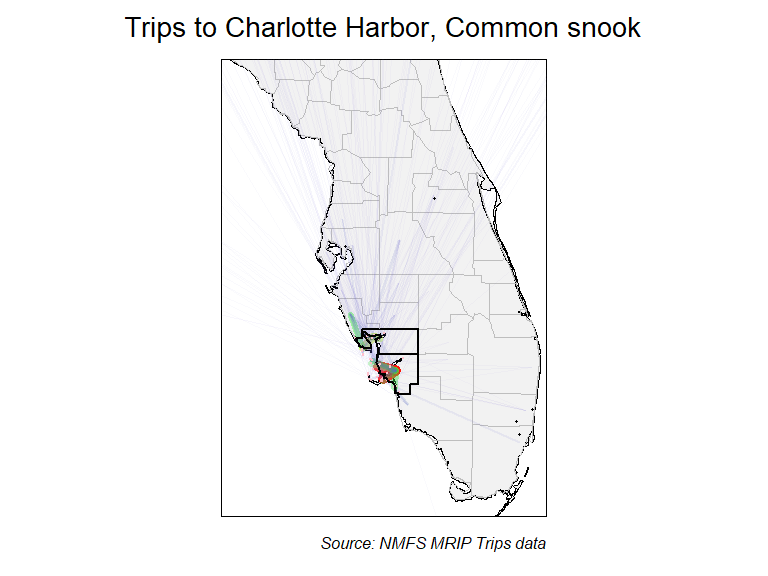 Trips to Charlotte Harbor, Common snook
Source: NMFS MRIP Trips data